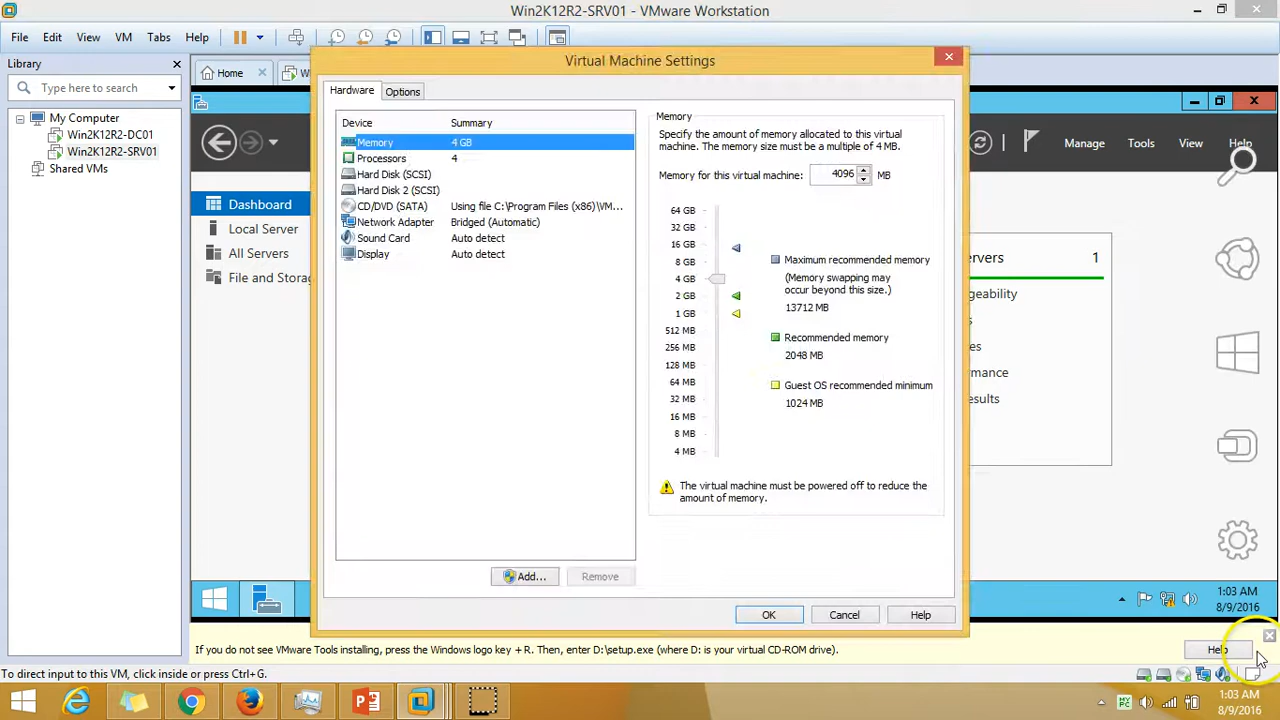 Win2K12R2-SRV01 - VMware Workstation
File Edit View VM Tabs Help
Library
Type here to search
My Computer
Win2K12R2-DC01
Win2K12R2-SRV01
Shared VMs
Home
W
Manage Tools View Help
Dashboard
Local Server
All Servers
File and Storag
ervers 1
geability
s
es
rmance
esults
Virtual Machine Settings
Hardware Options
Device Summary
Memory 4 GB
Processors 4
Hard Disk (SCSI)
Hard Disk 2 (SCSI)
CD/DVD (SATA) Using file C:\Program Files (x86)\VM...
Network Adapter Bridged (Automatic)
Sound Card Auto detect
Display Auto detect
Add... Remove
Memory
Specify the amount of memory allocated to this virtual
machine. The memory size must be a multiple of 4 MB.
Memory for this virtual machine: 4096 MB
64 GB
32 GB
16 GB
8 GB
4 GB
2 GB
1 GB
512 MB
256 MB
128 MB
64 MB
32 MB
16 MB
8 MB
4 MB
Maximum recommended memory
(Memory swapping may
occur beyond this size.)
13712 MB
Recommended memory
2048 MB
Guest OS recommended minimum
1024 MB
The virtual machine must be powered off to reduce the
amount of memory.
OK Cancel Help
1:03 AM
8/9/2016
If you do not see VMware Tools installing, press the Windows logo key + R. Then, enter D:\setup.exe (where D: is your virtual CD-ROM drive).
Help
To direct input to this VM, click inside or press Ctrl+G.
1:03 AM
8/9/2016